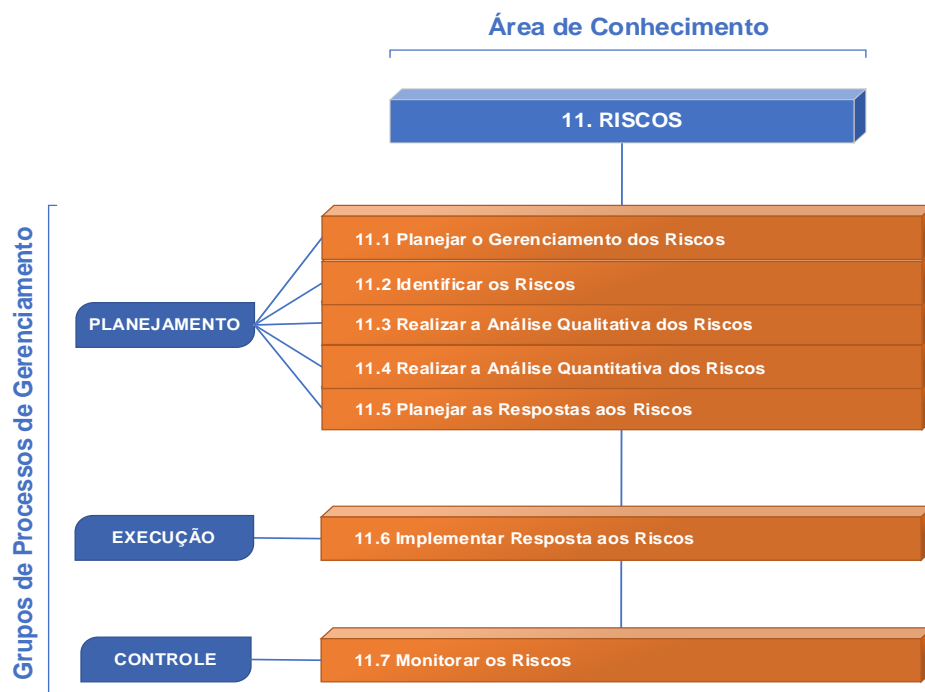 Área de Conhecimento
11. RISCOS
Grupos de Processos de Gerenciamento
PLANEJAMENTO
11.1 Planejar o Gerenciamento dos Riscos
11.2 Identificar os Riscos
11.3 Realizar a Análise Qualitativa dos Riscos
11.4 Realizar a Análise Quantitativa dos Riscos
11.5 Planejar as Respostas aos Riscos
EXECUÇÃO
11.6 Implementar Resposta aos Riscos
CONTROLE
11.7 Monitorar os Riscos